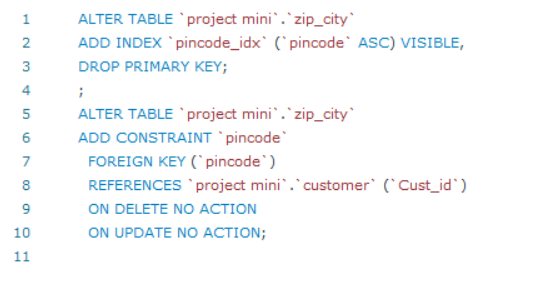 1 ALTER TABLE `project mini`.`zip_city`
2 ADD INDEX `pincode_idx` (`pincode` ASC) VISIBLE,
3 DROP PRIMARY KEY;
4 ;
5 ALTER TABLE `project mini`.`zip_city`
6 ADD CONSTRAINT `pincode`
7 FOREIGN KEY (`pincode`)
8 REFERENCES `project mini`.`customer` (`Cust_id`)
9 ON DELETE NO ACTION
10 ON UPDATE NO ACTION;
11